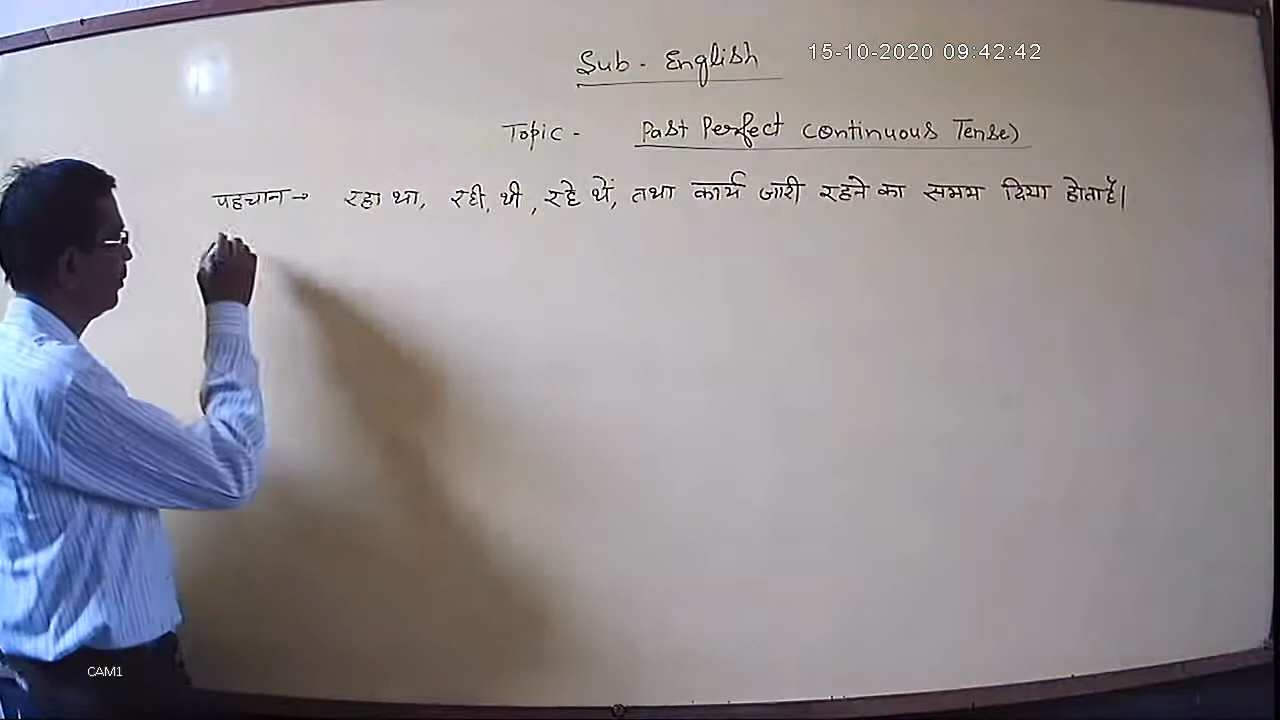 Sub - English
15-10-2020 09:42:42
Topic - Past Perfect Continuous Tense)
पहचान → रहा था, रही, थी, रहे थें, तथा कार्य जारी रहने का समय दिया होता है।
CAM1